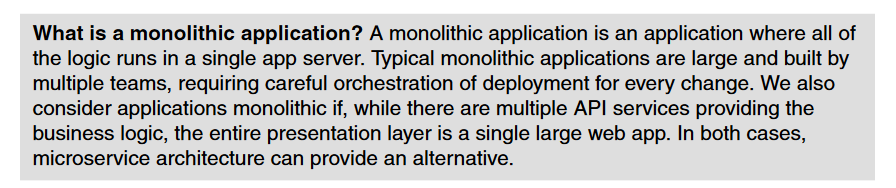 What is a monolithic application? A monolithic application is an application where all of
the logic runs in a single app server. Typical monolithic applications are large and built by
multiple teams, requiring careful orchestration of deployment for every change. We also
consider applications monolithic if, while there are multiple API services providing the
business logic, the entire presentation layer is a single large web app. In both cases,
microservice architecture can provide an alternative.